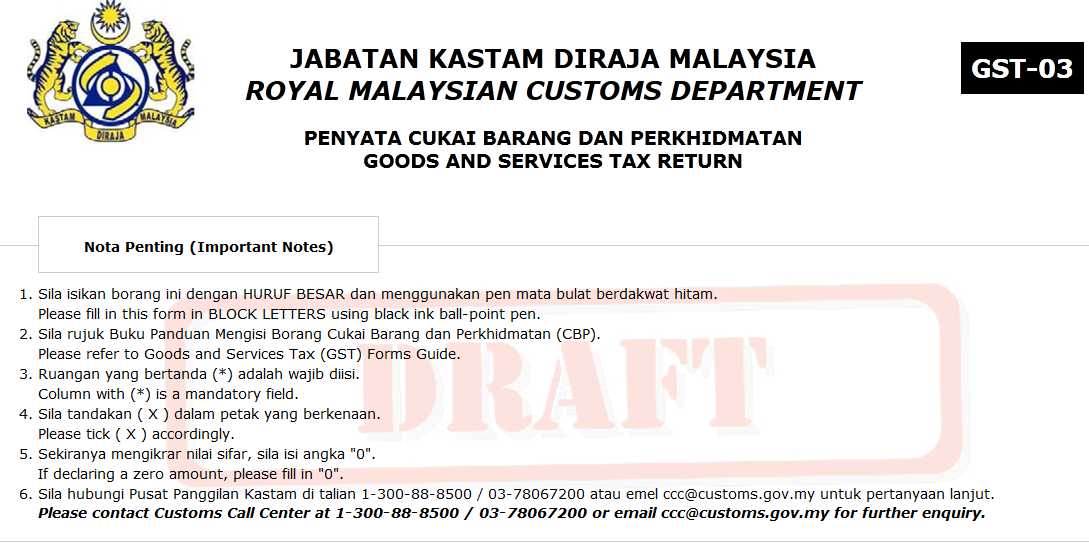 KASTAM DIRAJA MALAYSIA
JABATAN KASTAM DIRAJA MALAYSIA
ROYAL MALAYSIAN CUSTOMS DEPARTMENT
GST-03
PENYATA CUKAI BARANG DAN PERKHIDMATAN
GOODS AND SERVICES TAX RETURN
Nota Penting (Important Notes)
1. Sila isikan borang ini dengan HURUF BESAR dan menggunakan pen mata bulat berdakwat hitam.
Please fill in this form in BLOCK LETTERS using black ink ball-point pen.
2. Sila rujuk Buku Panduan Mengisi Borang Cukai Barang dan Perkhidmatan (CBP).
Please refer to Goods and Services Tax (GST) Forms Guide.
3. Ruangan yang bertanda (*) adalah wajib diisi.
Column with (*) is a mandatory field.
4. Sila tandakan ( X ) dalam petak yang berkenaan.
Please tick ( X ) accordingly.
5. Sekiranya mengikrar nilai sifar, sila isi angka "0".
If declaring a zero amount, please fill in "0".
6. Sila hubungi Pusat Panggilan Kastam di talian 1-300-88-8500 / 03-78067200 atau emel ccc@customs.gov.my untuk pertanyaan lanjut.
Please contact Customs Call Center at 1-300-88-8500 / 03-78067200 or email ccc@customs.gov.my for further enquiry.
DRAFT